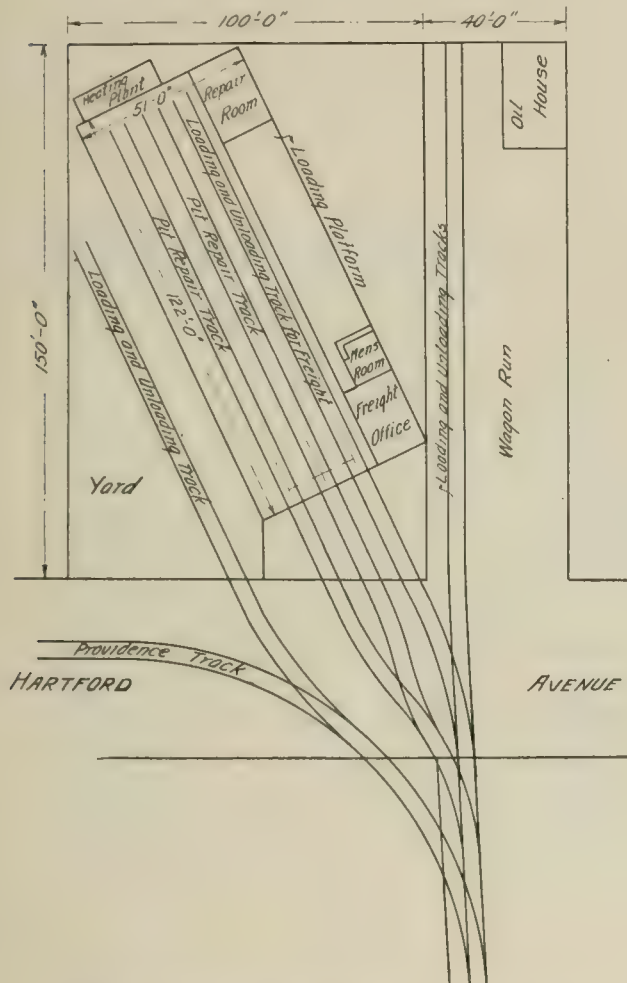 100'-0"
40'-0"
150'-0"
Heating
Plant
51'-0"
Repair
Room
Oil
House
Loading Platform
Loading and Unloading Track for Freight
Pit Repair Track
Pit Repair Track
122'-0"
Loading and Unloading Track
Mens
Room
Freight
Office
Loading and Unloading Tracks
Wagon Run
Yard
Providence Track
HARTFORD
AVENUE